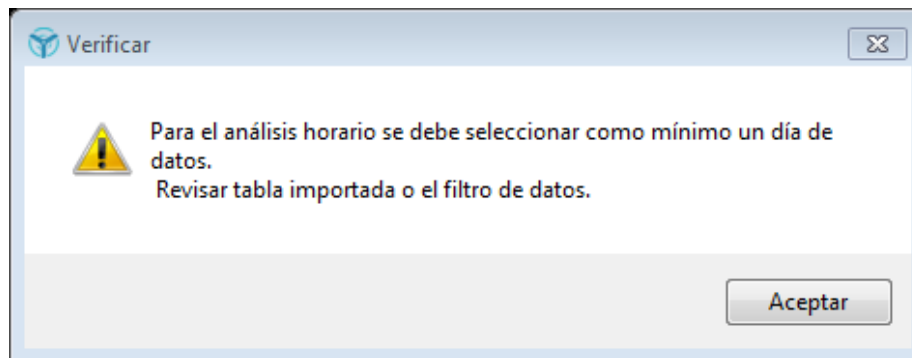 Verificar
Para el análisis horario se debe seleccionar como mínimo un día de
datos.
Revisar tabla importada o el filtro de datos.
Aceptar